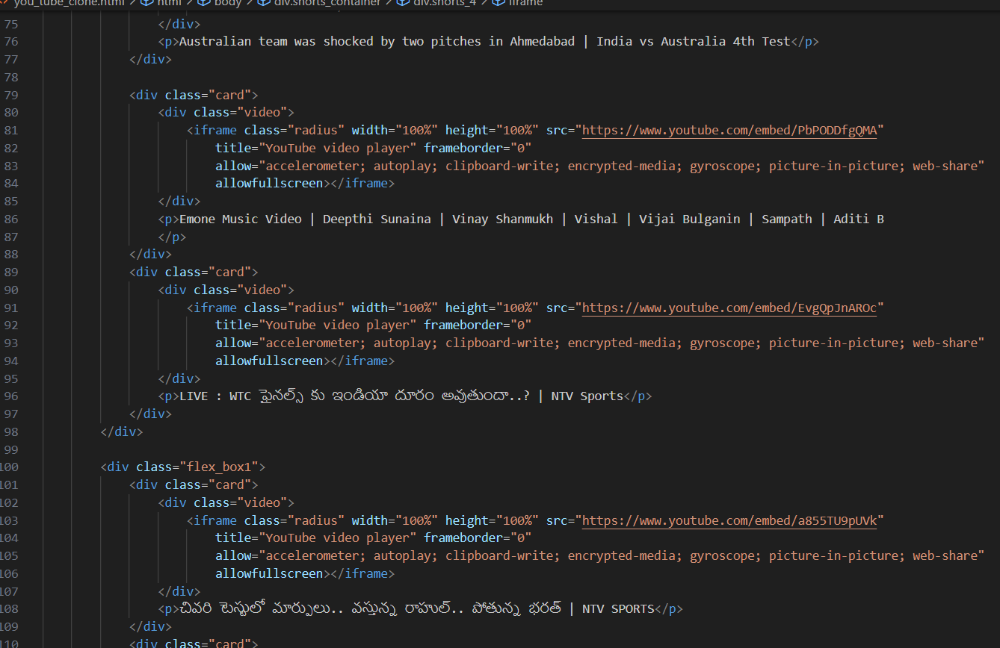 you_tube_clone.html > html > body > div.shorts_container > div.shorts_4 > iframe
75 </div>
76 <p>Australian team was shocked by two pitches in Ahmedabad | India vs Australia 4th Test</p>
77 </div>
78
79 <div class="card">
80 <div class="video">
81 <iframe class="radius" width="100%" height="100%" src="https://www.youtube.com/embed/PbPODDfgQMA"
82 title="YouTube video player" frameborder="0"
83 allow="accelerometer; autoplay; clipboard-write; encrypted-media; gyroscope; picture-in-picture; web-share"
84 allowfullscreen></iframe>
85 </div>
86 <p>Emone Music Video | Deepthi Sunaina | Vinay Shanmukh | Vishal | Vijai Bulganin | Sampath | Aditi B
87 </p>
88 </div>
89 <div class="card">
90 <div class="video">
91 <iframe class="radius" width="100%" height="100%" src="https://www.youtube.com/embed/EvgQpJnAROc"
92 title="YouTube video player" frameborder="0"
93 allow="accelerometer; autoplay; clipboard-write; encrypted-media; gyroscope; picture-in-picture; web-share"
94 allowfullscreen></iframe>
95 </div>
96 <p>LIVE : WTC ఫైనల్స్ కు ఇండియా దూరం అవుతుందా..? | NTV Sports</p>
97 </div>
98 </div>
99
100 <div class="flex_box1">
101 <div class="card">
102 <div class="video">
103 <iframe class="radius" width="100%" height="100%" src="https://www.youtube.com/embed/a855TU9pUVk"
104 title="YouTube video player" frameborder="0"
105 allow="accelerometer; autoplay; clipboard-write; encrypted-media; gyroscope; picture-in-picture; web-share"
106 allowfullscreen></iframe>
107 </div>
108 <p>చివరి టెస్టులో మార్పులు.. వస్తున్న రాహుల్.. పోతున్న భరత్ | NTV SPORTS</p>
109 </div>
110 <div class="card">